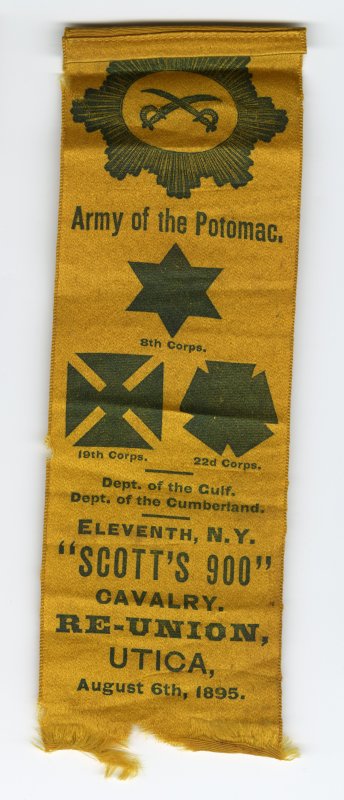 Army of the Potomac.
8th Corps.
19th Corps.
22d Corps.
Dept. of the Gulf.
Dept. of the Cumberland.
ELEVENTH, N.Y.
"SCOTT'S 900"
CAVALRY.
RE-UNION,
UTICA,
August 6th, 1895.